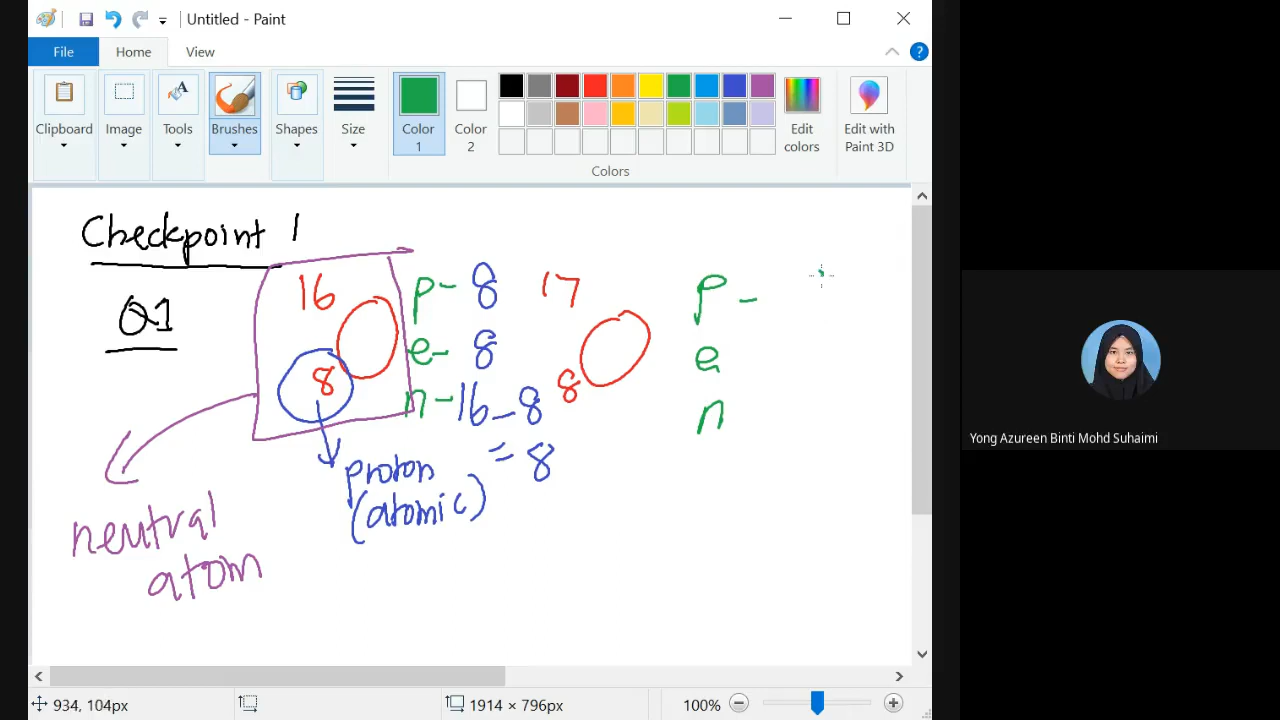 Untitled - Paint
File Home View
Clipboard
Image
Tools
Brushes
Shapes
Size
Color 1
Color 2
Edit colors
Edit with Paint 3D
Colors
Checkpoint 1
Q1
16 O
8
p - 8
e - 8
n - 16 - 8
= 8
proton
(atomic)
neutral
atom
17 O
8
p -
e
n
Yong Azureen Binti Mohd Suhaimi
934, 104px
1914 × 796px
100%